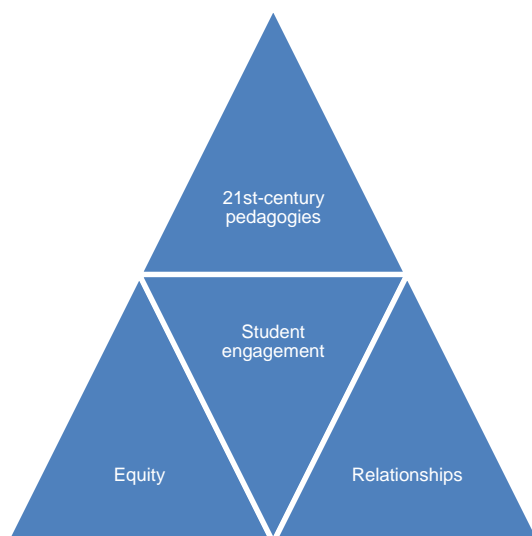 21st-century
pedagogies
Student
engagement
Equity
Relationships